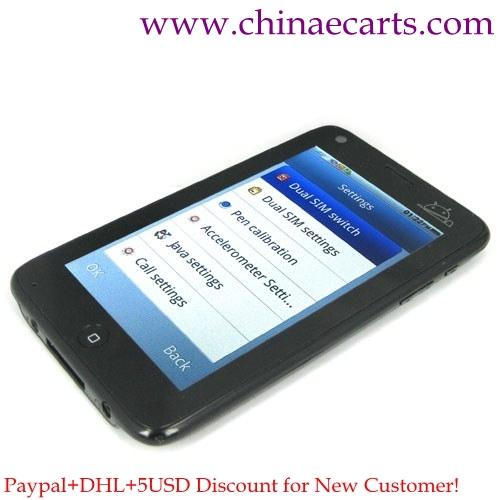 www.chinaecarts.com
Settings
Dual SIM switch
Dual SIM settings
Pen calibration
Accelerometer Setti...
Java settings
Call settings
OK
Back
Paypal+DHL+5USD Discount for New Customer!